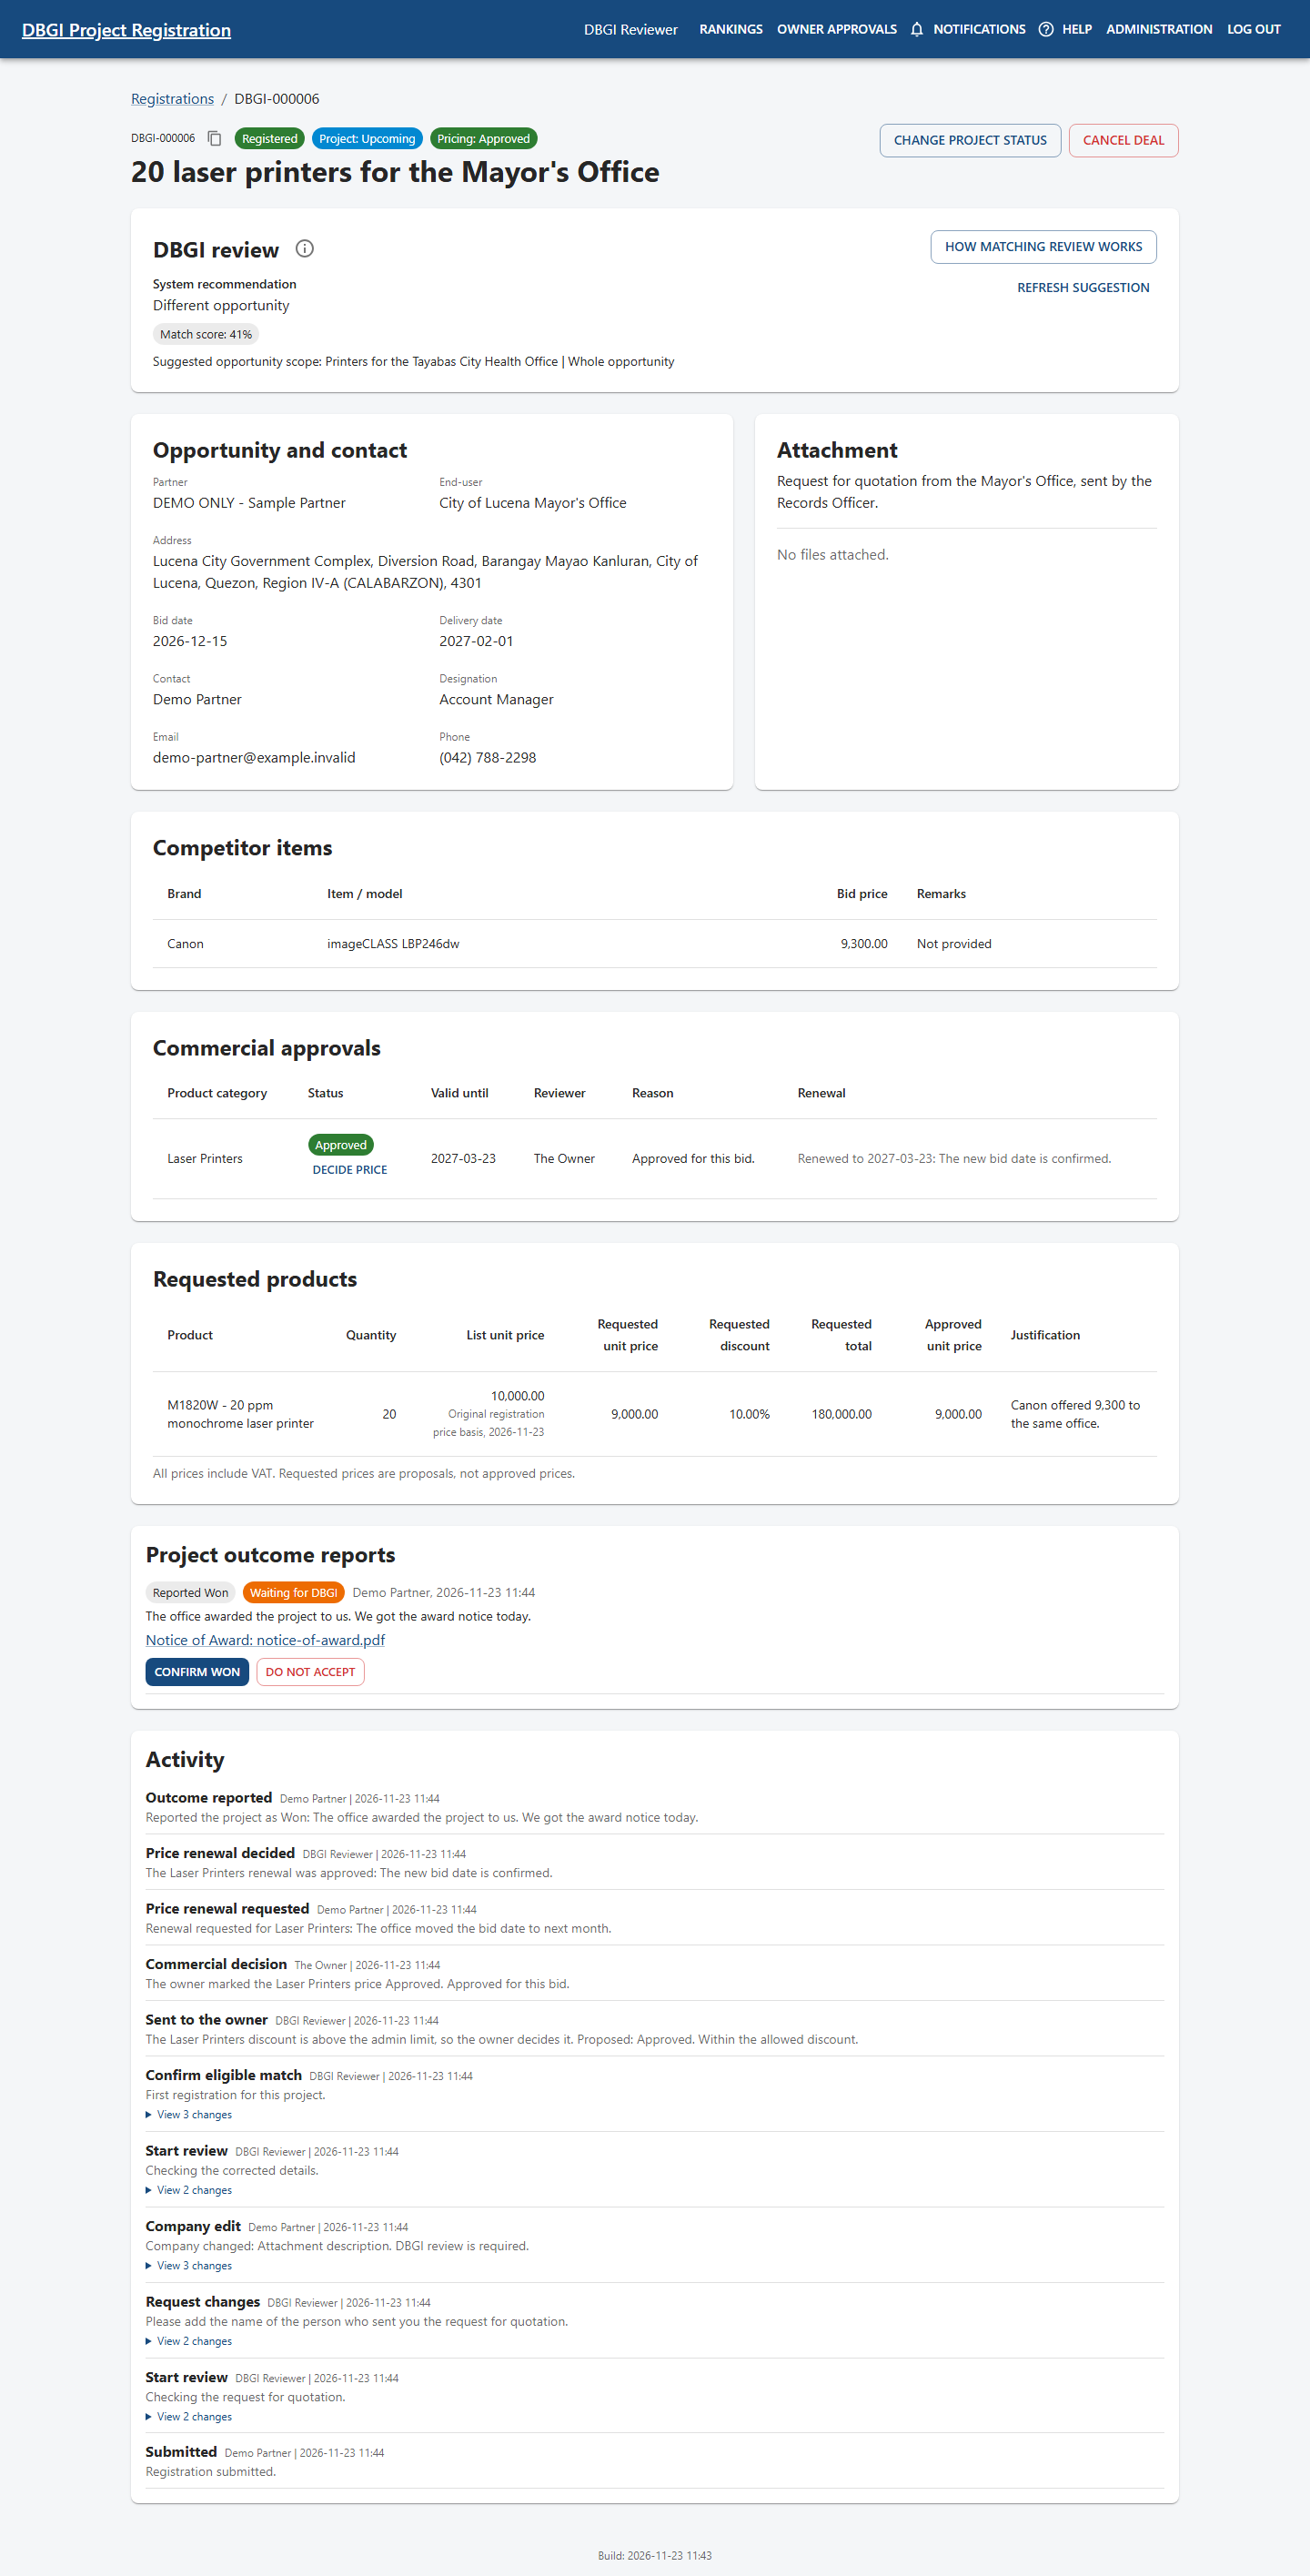 DBGI Project Registration
DBGI Reviewer RANKINGS OWNER APPROVALS NOTIFICATIONS HELP ADMINISTRATION LOG OUT
Registrations / DBGI-000006
DBGI-000006 Registered Project: Upcoming Pricing: Approved
CHANGE PROJECT STATUS CANCEL DEAL
20 laser printers for the Mayor's Office
DBGI review
HOW MATCHING REVIEW WORKS
System recommendation
REFRESH SUGGESTION
Different opportunity
Match score: 41%
Suggested opportunity scope: Printers for the Tayabas City Health Office | Whole opportunity
Opportunity and contact
Partner End-user
DEMO ONLY - Sample Partner City of Lucena Mayor's Office
Address
Lucena City Government Complex, Diversion Road, Barangay Mayao Kanluran, City of
Lucena, Quezon, Region IV-A (CALABARZON), 4301
Bid date Delivery date
2026-12-15 2027-02-01
Contact Designation
Demo Partner Account Manager
Email Phone
demo-partner@example.invalid (042) 788-2298
Attachment
Request for quotation from the Mayor's Office, sent by the
Records Officer.
No files attached.
Competitor items
Brand Item / model Bid price Remarks
Canon imageCLASS LBP246dw 9,300.00 Not provided
Commercial approvals
Product category Status Valid until Reviewer Reason Renewal
Laser Printers Approved 2027-03-23 The Owner Approved for this bid. Renewed to 2027-03-23: The new bid date is confirmed.
DECIDE PRICE
Requested products
Product Quantity List unit price Requested unit price Requested discount Requested total Approved unit price Justification
M1820W - 20 ppm monochrome laser printer 20 10,000.00 Original registration price basis, 2026-11-23 9,000.00 10.00% 180,000.00 9,000.00 Canon offered 9,300 to the same office.
All prices include VAT. Requested prices are proposals, not approved prices.
Project outcome reports
Reported Won Waiting for DBGI Demo Partner, 2026-11-23 11:44
The office awarded the project to us. We got the award notice today.
Notice of Award: notice-of-award.pdf
CONFIRM WON DO NOT ACCEPT
Activity
Outcome reported Demo Partner | 2026-11-23 11:44
Reported the project as Won: The office awarded the project to us. We got the award notice today.
Price renewal decided DBGI Reviewer | 2026-11-23 11:44
The Laser Printers renewal was approved: The new bid date is confirmed.
Price renewal requested Demo Partner | 2026-11-23 11:44
Renewal requested for Laser Printers: The office moved the bid date to next month.
Commercial decision The Owner | 2026-11-23 11:44
The owner marked the Laser Printers price Approved. Approved for this bid.
Sent to the owner DBGI Reviewer | 2026-11-23 11:44
The Laser Printers discount is above the admin limit, so the owner decides it. Proposed: Approved. Within the allowed discount.
Confirm eligible match DBGI Reviewer | 2026-11-23 11:44
First registration for this project.
View 3 changes
Start review DBGI Reviewer | 2026-11-23 11:44
Checking the corrected details.
View 2 changes
Company edit Demo Partner | 2026-11-23 11:44
Company changed: Attachment description. DBGI review is required.
View 3 changes
Request changes DBGI Reviewer | 2026-11-23 11:44
Please add the name of the person who sent you the request for quotation.
View 2 changes
Start review DBGI Reviewer | 2026-11-23 11:44
Checking the request for quotation.
View 2 changes
Submitted Demo Partner | 2026-11-23 11:44
Registration submitted.
Build: 2026-11-23 11:43